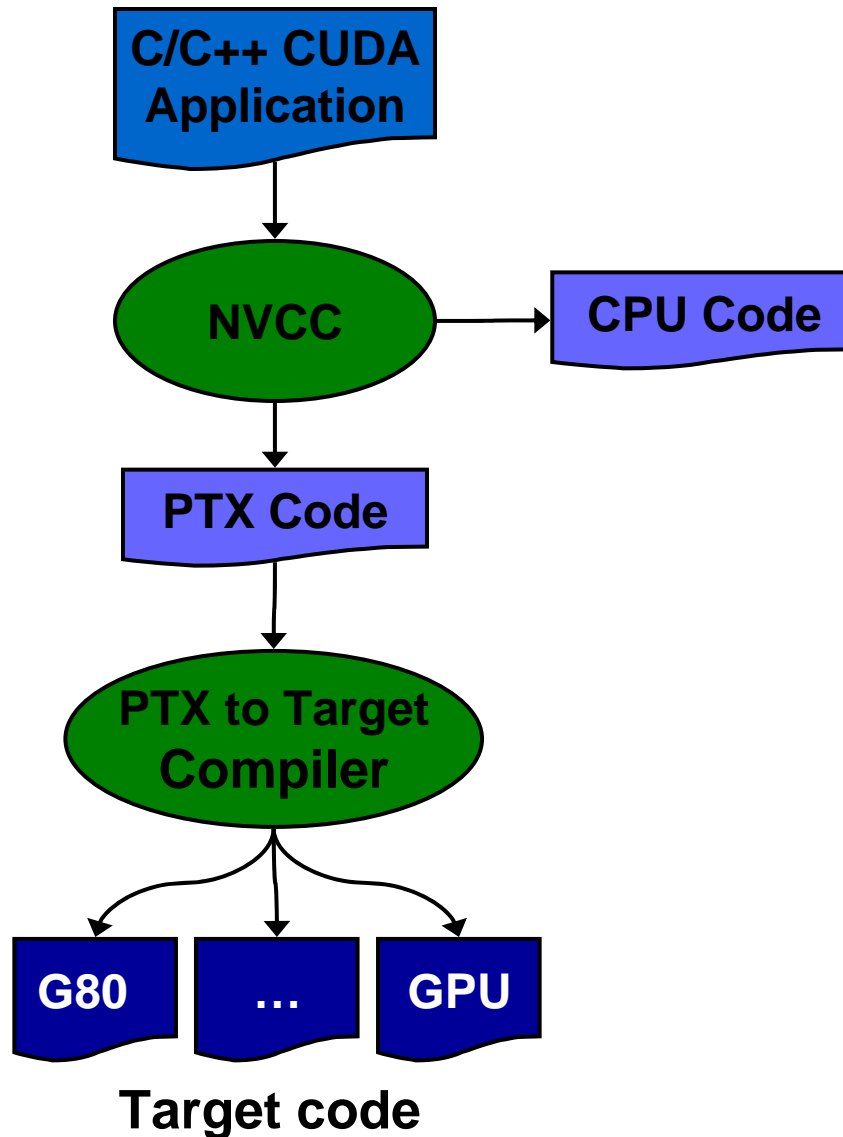 C/C++ CUDA
Application
NVCC
CPU Code
PTX Code
PTX to Target
Compiler
G80
…
GPU
Target code